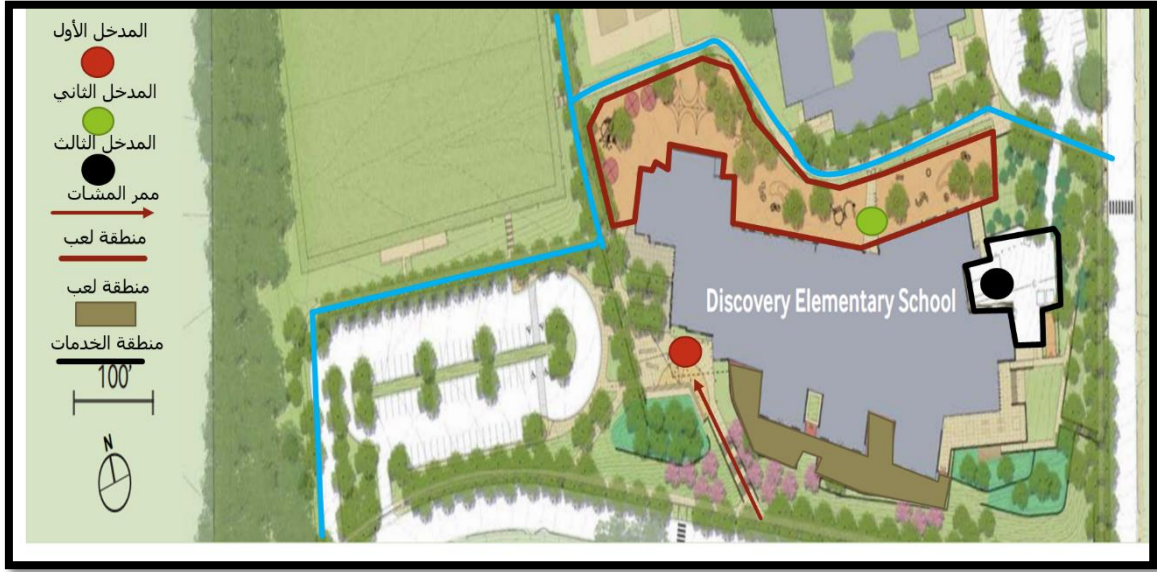 المدخل الأول
المدخل الثاني
المدخل الثالث
ممر المشات
منطقة لعب
منطقة لعب
منطقة الخدمات
100'
N
Discovery Elementary School